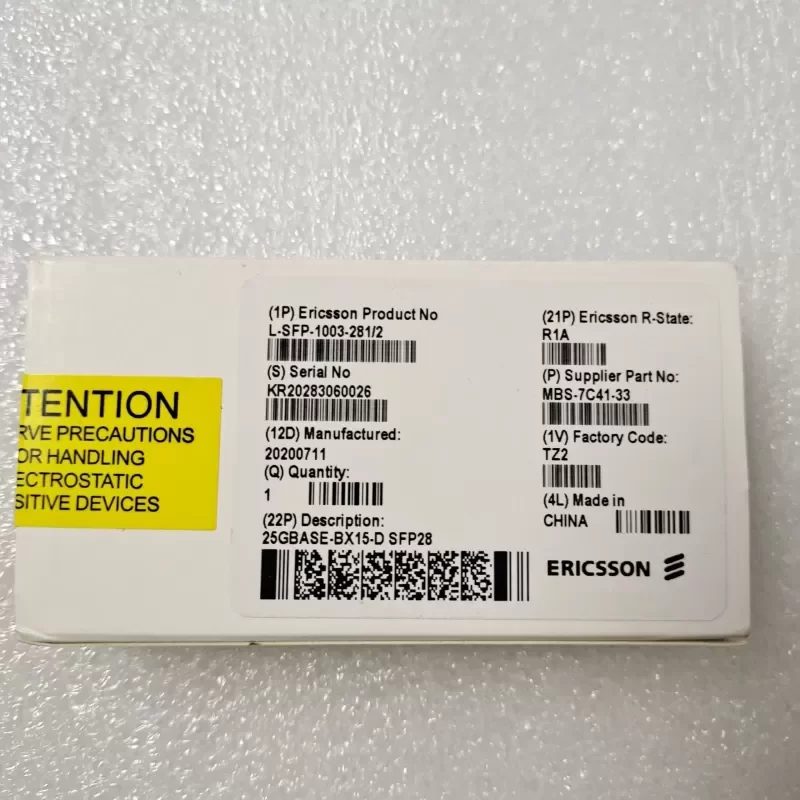 TENTION
RVE PRECAUTIONS
OR HANDLING
ECTROSTATIC
SITIVE DEVICES
(1P) Ericsson Product No
L-SFP-1003-281/2
(S) Serial No
KR20283060026
(12D) Manufactured:
20200711
(Q) Quantity:
1
(22P) Description:
25GBASE-BX15-D SFP28
(21P) Ericsson R-State:
R1A
(P) Supplier Part No:
MBS-7C41-33
(1V) Factory Code:
TZ2
(4L) Made in
CHINA
ERICSSON